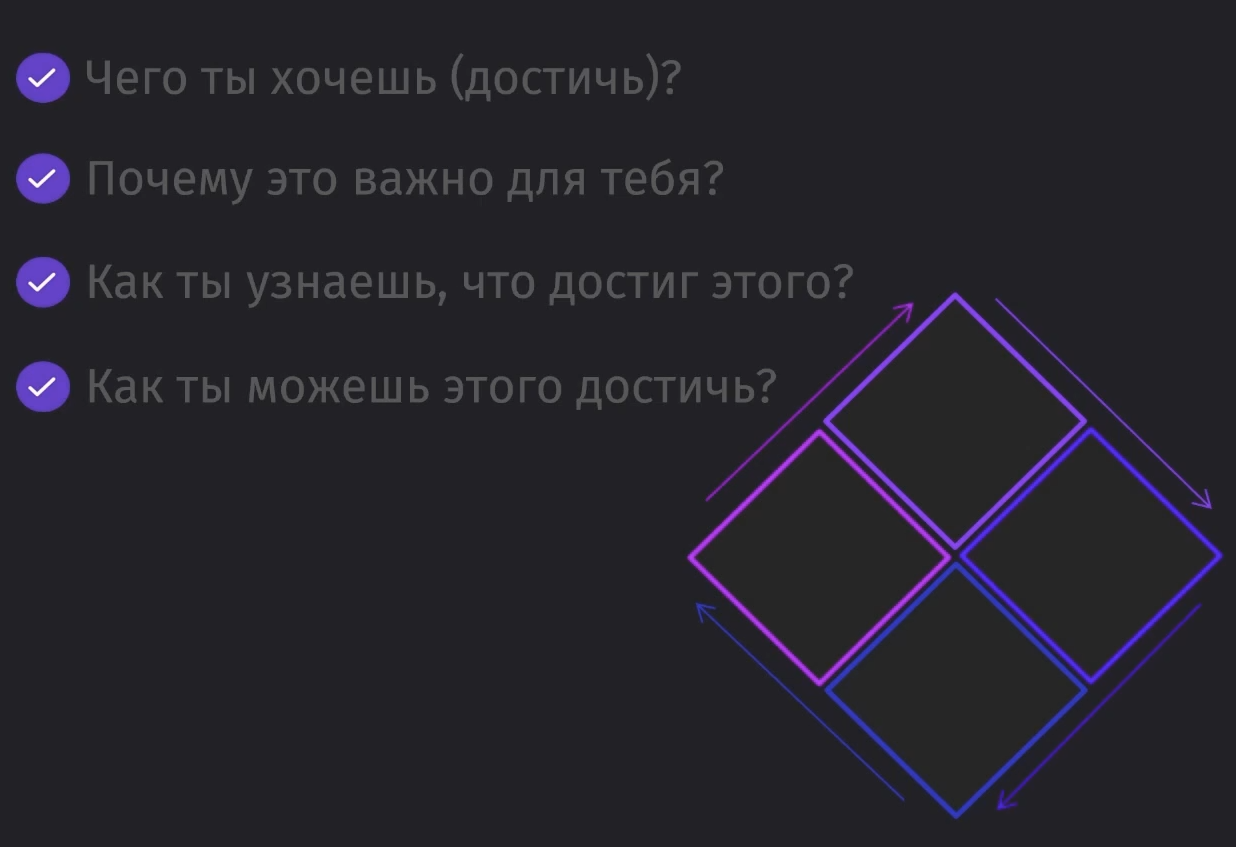 Чего ты хочешь (достичь)?
Почему это важно для тебя?
Как ты узнаешь, что достиг этого?
Как ты можешь этого достичь?